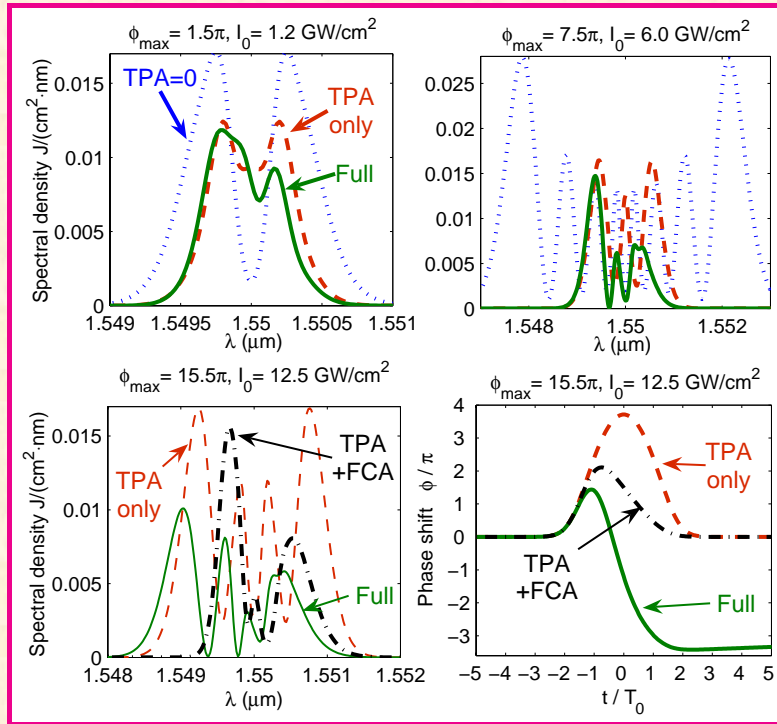 ϕmax = 1.5π, I0= 1.2 GW/cm2
Spectral density J/(cm2·nm)
0.015
0.01
0.005
0
TPA=0
TPA
only
Full
1.549 1.5495 1.55 1.5505 1.551
λ (μm)
ϕmax = 7.5π, I0= 6.0 GW/cm2
0.025
0.02
0.015
0.01
0.005
0
1.548 1.55 1.552
λ (μm)
ϕmax = 15.5π, I0= 12.5 GW/cm2
Spectral density J/(cm2·nm)
0.015
0.01
0.005
0
TPA
only
TPA
+FCA
Full
1.548 1.549 1.55 1.551 1.552
λ (μm)
ϕmax = 15.5π, I0= 12.5 GW/cm2
Phase shift ϕ / π
4
3
2
1
0
−1
−2
−3
TPA
only
TPA
+FCA
Full
−5 −4 −3 −2 −1 0 1 2 3 4 5
t / T0